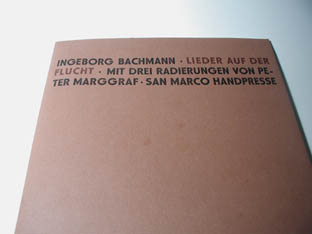 INGEBORG BACHMANN · LIEDER AUF DER
FLUCHT · MIT DREI RADIERUNGEN VON PE-
TER MARGGRAF · SAN MARCO HANDPRESSE